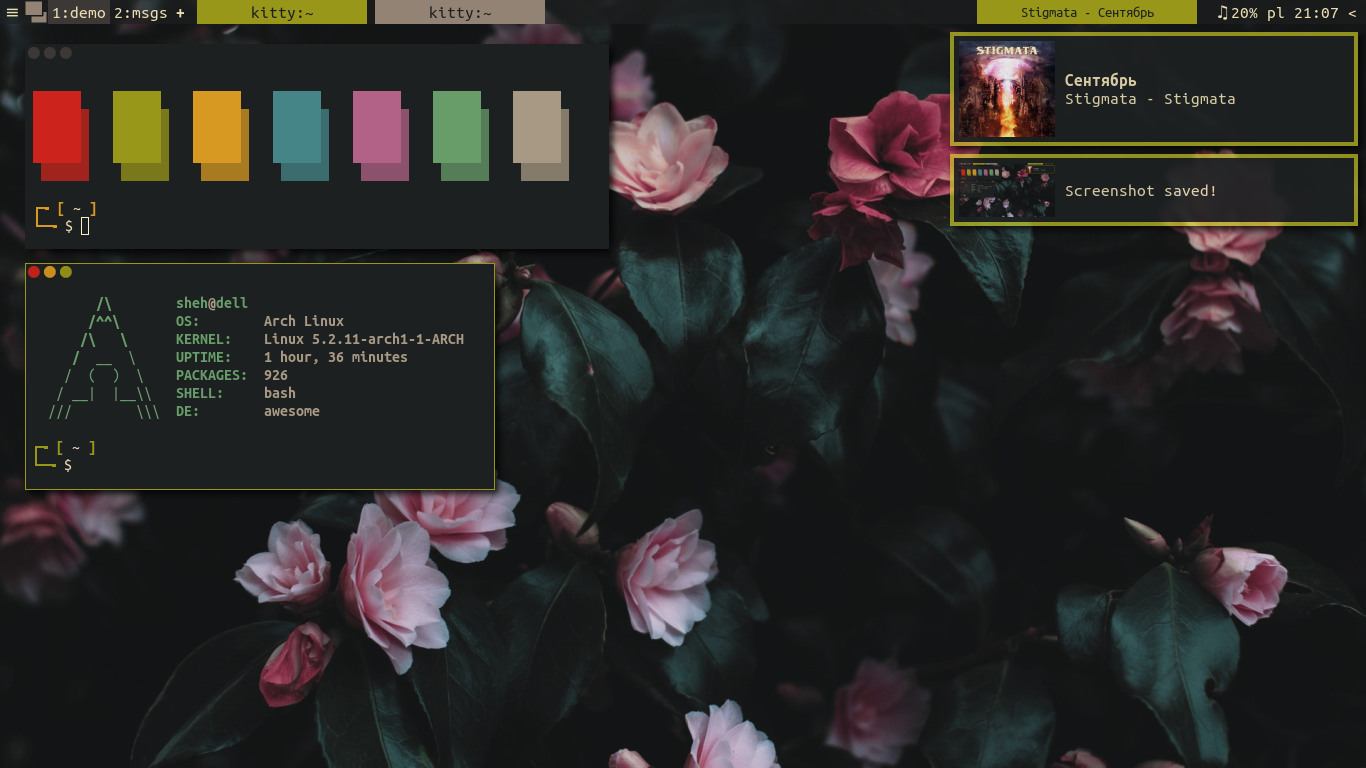 ≡ 1:demo 2:msgs + kitty:~ kitty:~ Stigmata - Сентябрь ♫20% pl 21:07 <
[ ~ ]
$
STIGMATA
Сентябрь
Stigmata - Stigmata
Screenshot saved!
sheh@dell
OS: Arch Linux
KERNEL: Linux 5.2.11-arch1-1-ARCH
UPTIME: 1 hour, 36 minutes
PACKAGES: 926
SHELL: bash
DE: awesome
[ ~ ]
$